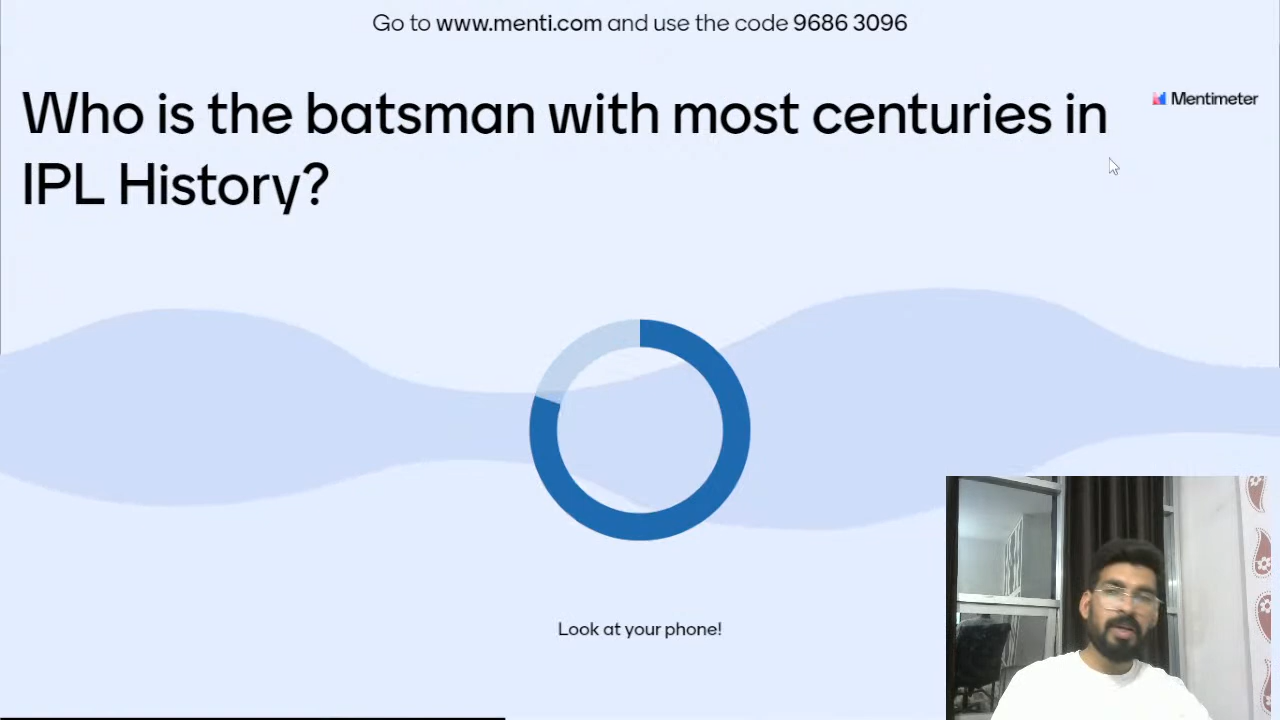 Go to www.menti.com and use the code 9686 3096
Who is the batsman with most centuries in
IPL History?
Mentimeter
Look at your phone!